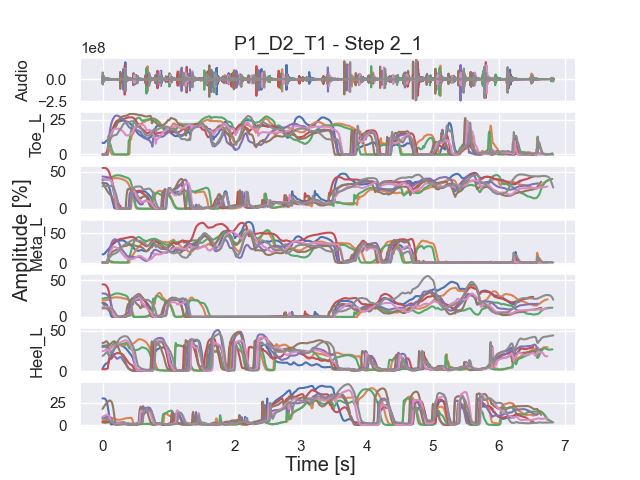 P1_D2_T1 - Step 2_1
1e8
Audio
0.0
−2.5
Toe_L
25
0
50
0
Amplitude [%]
Meta_L
50
0
50
0
Heel_L
50
0
25
0
0 1 2 3 4 5 6 7
Time [s]